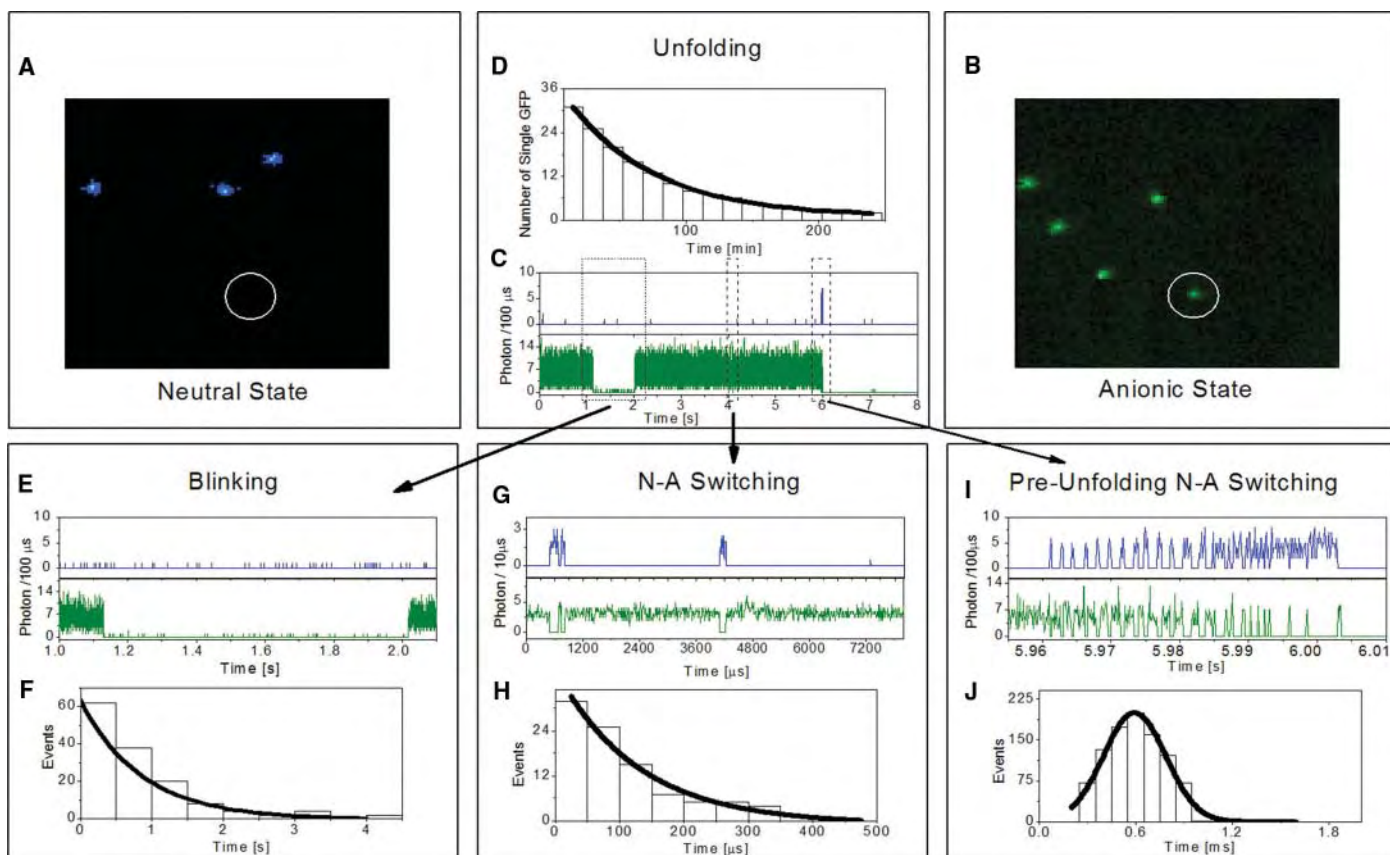 A
Neutral State
Unfolding
D
Number of Single GFP
36
24
12
0
100
200
Time [min]
C
Photon /100 µs
10
5
0
14
7
0
0
1
2
3
4
5
6
7
8
Time [s]
B
Anionic State
Blinking
E
Photon /100 µs
10
5
0
14
7
0
1.0
1.2
1.4
1.6
1.8
2.0
Time [s]
F
Events
60
40
20
0
0
1
2
3
4
Time [s]
N-A Switching
G
Photon /10µs
3
0
5
0
0
1200
2400
3600
4800
6000
7200
Time [µs]
H
Events
24
12
0
0
100
200
300
400
500
Time [µs]
Pre-Unfolding N-A Switching
I
Photon /100µs
10
5
0
14
7
0
5.96
5.97
5.98
5.99
6.00
6.01
Time [s]
J
Events
225
150
75
0
0.0
0.6
1.2
1.8
Time [ms]